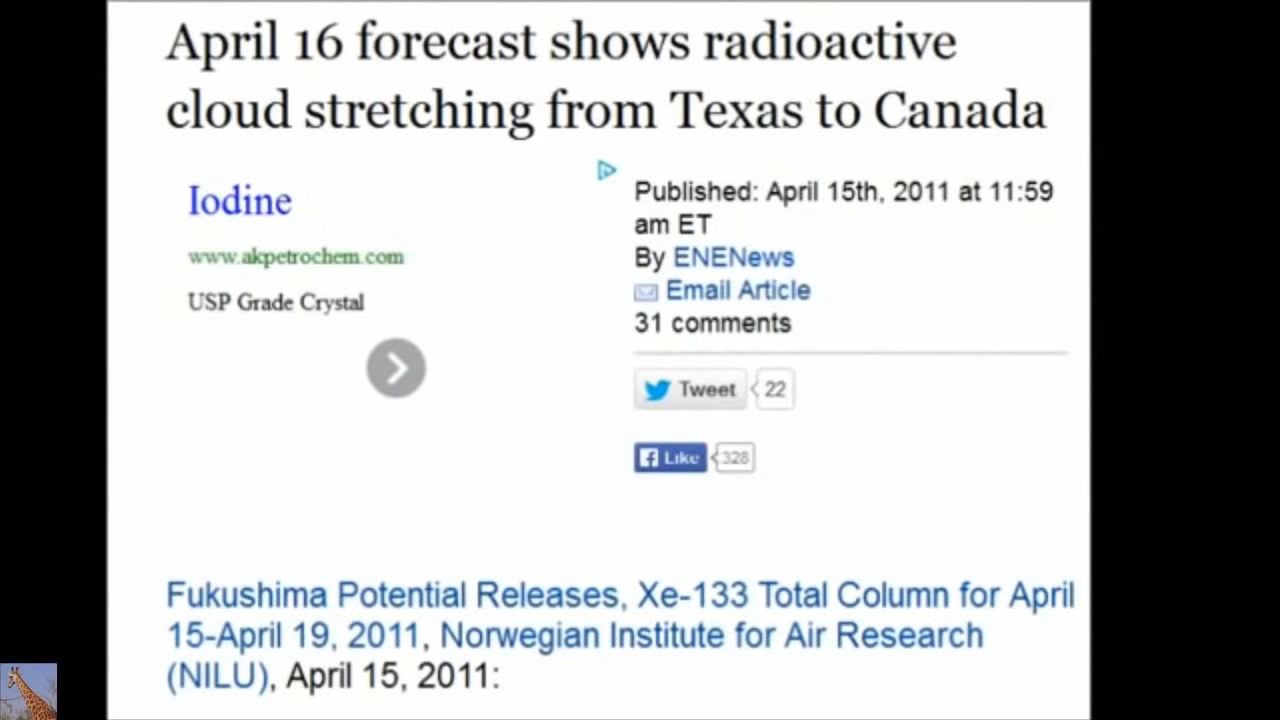 April 16 forecast shows radioactive
cloud stretching from Texas to Canada
Iodine
www.akpetrochem.com
USP Grade Crystal
Published: April 15th, 2011 at 11:59
am ET
By ENENews
Email Article
31 comments
Tweet 22
Like 328
Fukushima Potential Releases, Xe-133 Total Column for April
15-April 19, 2011, Norwegian Institute for Air Research
(NILU), April 15, 2011: